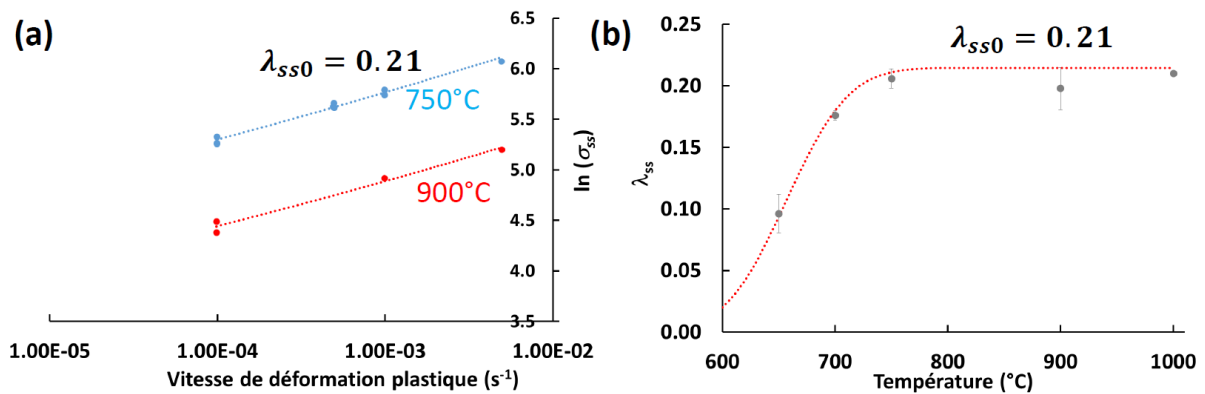 (a)
λss0 = 0.21
750°C
900°C
6.5
6.0
5.5
5.0
4.5
4.0
3.5
ln (σss)
1.00E-05 1.00E-04 1.00E-03 1.00E-02
Vitesse de déformation plastique (s-1)
(b)
λss0 = 0.21
0.25
0.20
0.15
0.10
0.05
0.00
λss
600 700 800 900 1000
Température (°C)